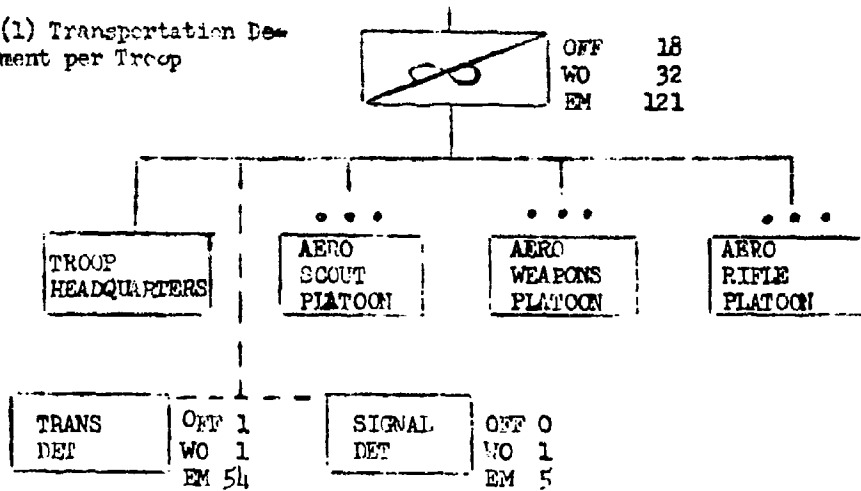 (1) Transportation De-
ment per Troop
OFF 18
WO 32
EM 121
TROOP
HEADQUARTERS
AERO
SCOUT
PLATOON
AERO
WEAPONS
PLATOON
AERO
RIFLE
PLATOON
TRANS
DET
OFF 1
WO 1
EM 54
SIGNAL
DET
OFF 0
WO 1
EM 5